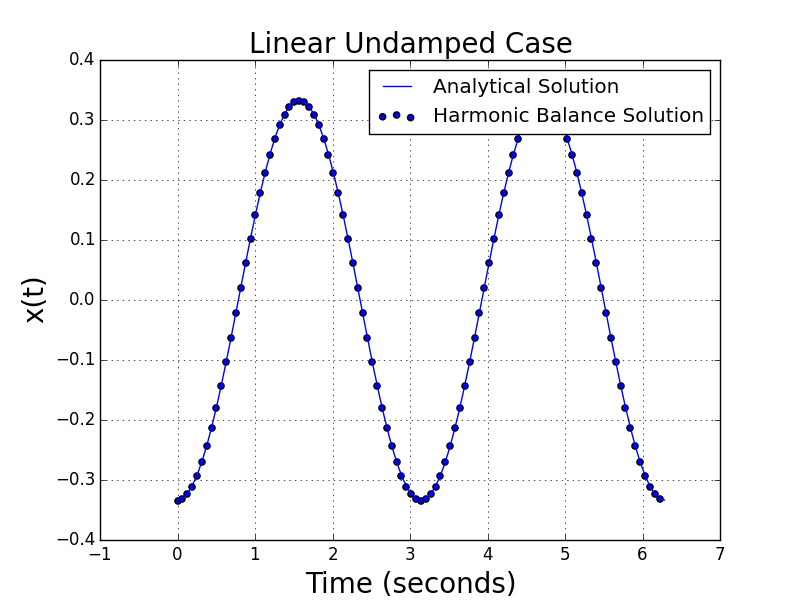 Linear Undamped Case
Analytical Solution
Harmonic Balance Solution
0.4
0.3
0.2
0.1
0.0
−0.1
−0.2
−0.3
−0.4
x(t)
−1 0 1 2 3 4 5 6 7
Time (seconds)